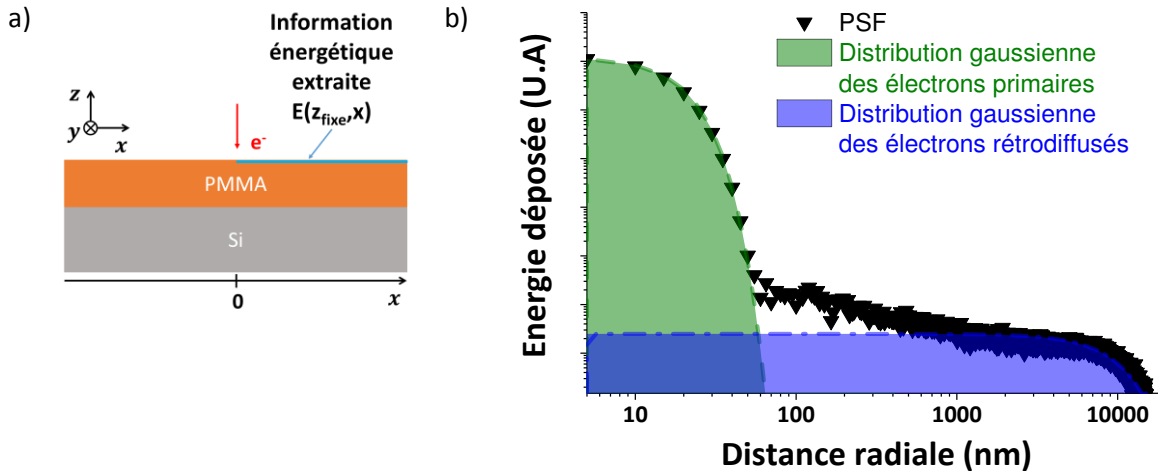 a)
Information
énergétique
extraite
E(z_fixe,x)
z
y
x
e⁻
PMMA
Si
0
x
b)
Energie déposée (U.A)
PSF
Distribution gaussienne
des électrons primaires
Distribution gaussienne
des électrons rétrodiffusés
10 100 1000 10000
Distance radiale (nm)